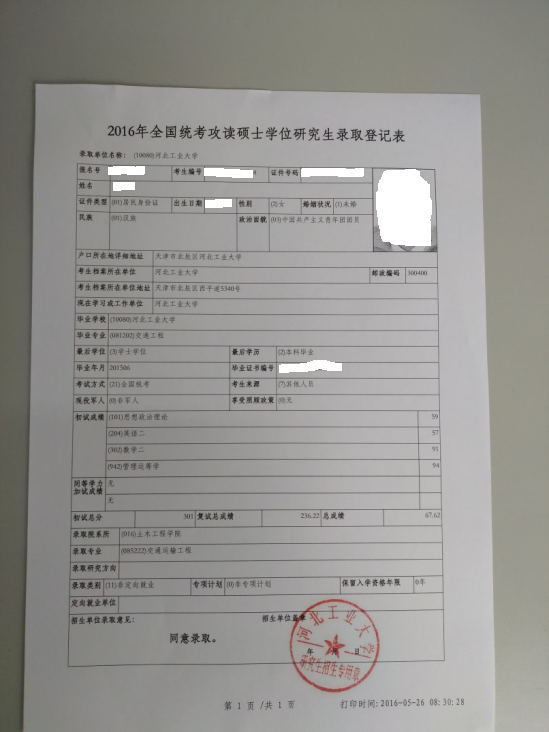 2016年全国统考攻读硕士学位研究生录取登记表
录取单位名称: (10080)河北工业大学
报名号 考生编号 证件号码
姓名
证件类型 (01)居民身份证 出生日期 性别 (2)女 婚姻状况 (1)未婚
民族 (01)汉族 政治面貌 (03)中国共产主义青年团团员
户口所在地详细地址 天津市北辰区河北工业大学
考生档案所在单位 河北工业大学 邮政编码 300400
考生档案所在单位地址 天津市北辰区西平道5340号
现在学习或工作单位 河北工业大学
毕业学校 (10080)河北工业大学
毕业专业 (081202)交通工程
最后学位 (3)学士学位 最后学历 (2)本科毕业
毕业年月 201506 毕业证书编号
考试方式 (21)全国统考 考生来源 (7)其他人员
现役军人 (0)非军人 享受照顾政策 (0)无
初试成绩 (101)思想政治理论 59
(204)英语二 57
(302)数学二 91
(942)管理运筹学 94
同等学力加试成绩 无
无
初试总分 301 复试总成绩 236.22 总成绩 67.62
录取院系所 (016)土木工程学院
录取专业 (085222)交通运输工程
录取研究方向
录取类别 (11)非定向就业 专项计划 (0)非专项计划 保留入学资格年限 0年
定向就业单位
招生单位录取意见: 招生单位盖章
同意录取。
年 月 日
河北工业大学
研究生招生专用章
第 1 页 /共 1 页 打印时间:2016-05-26 08:30:28